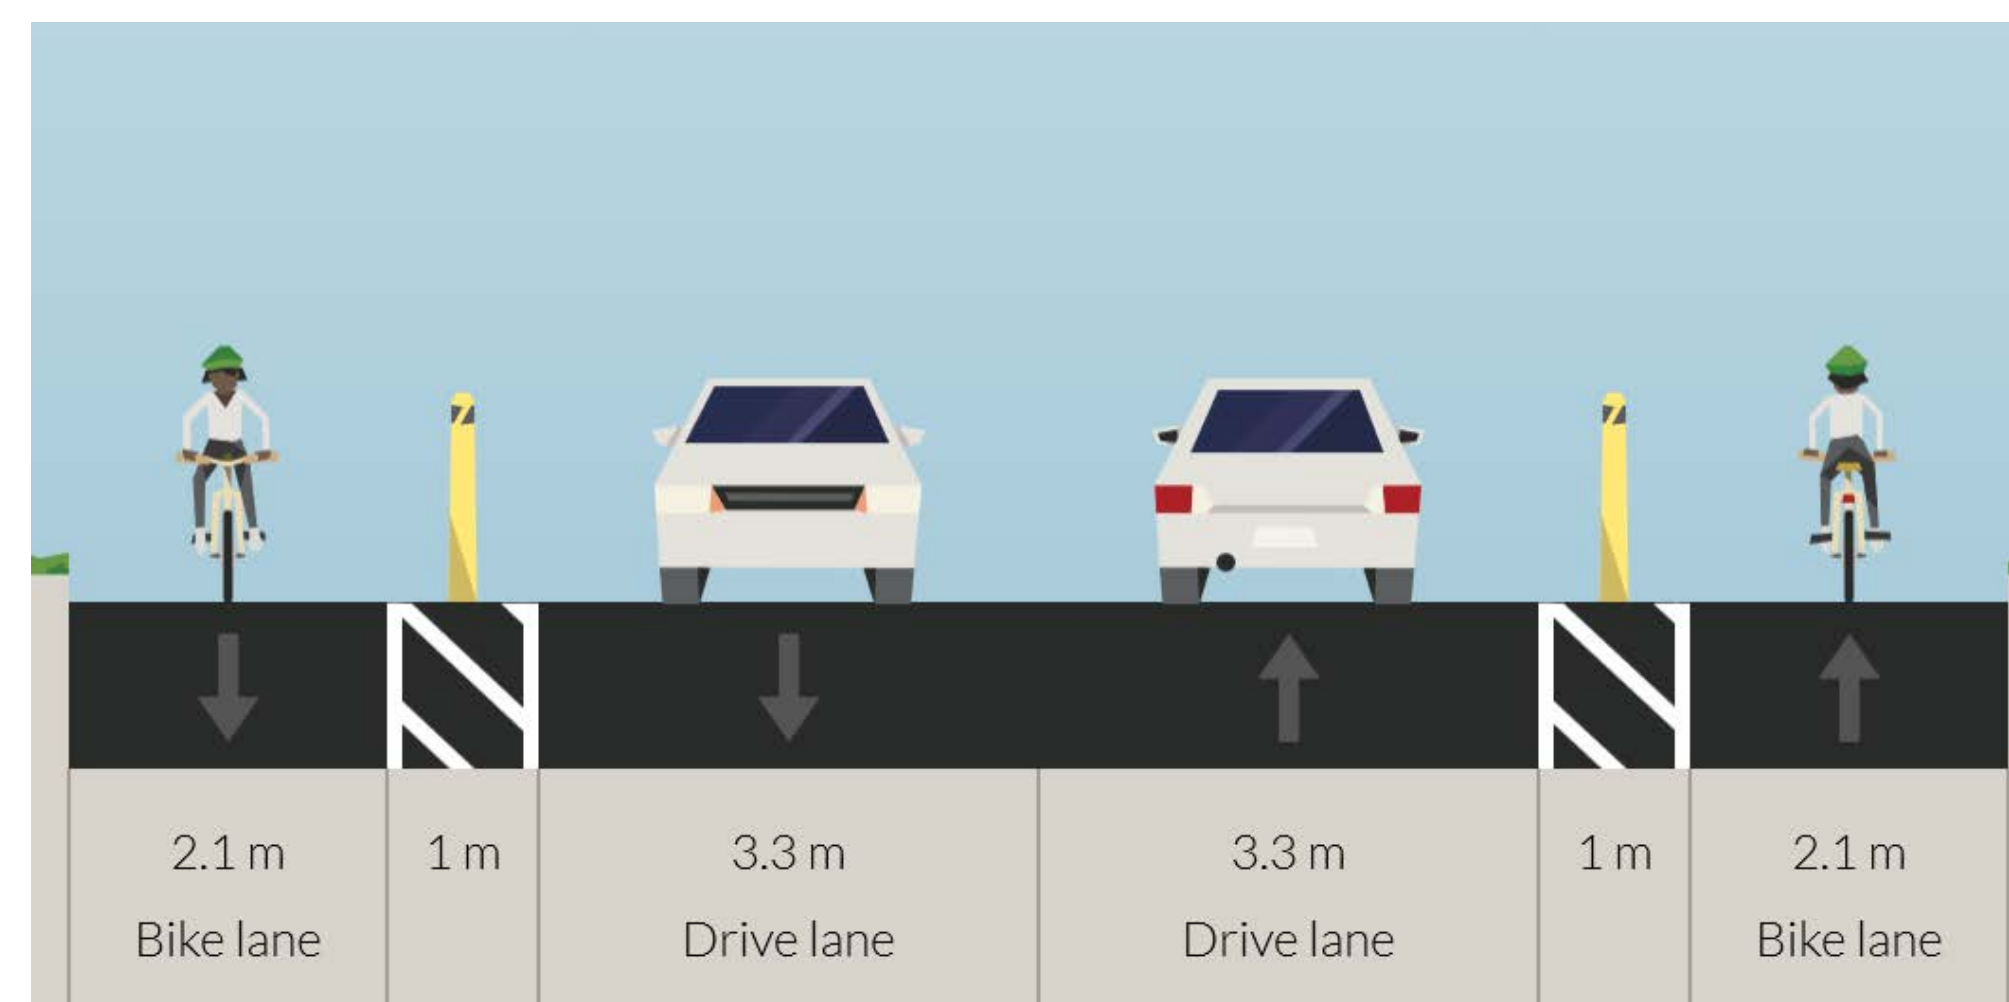 2.1 m
1 m
3.3 m
3.3 m
1 m
2.1 m
Bike lane
Drive lane
Drive lane
Bike lane